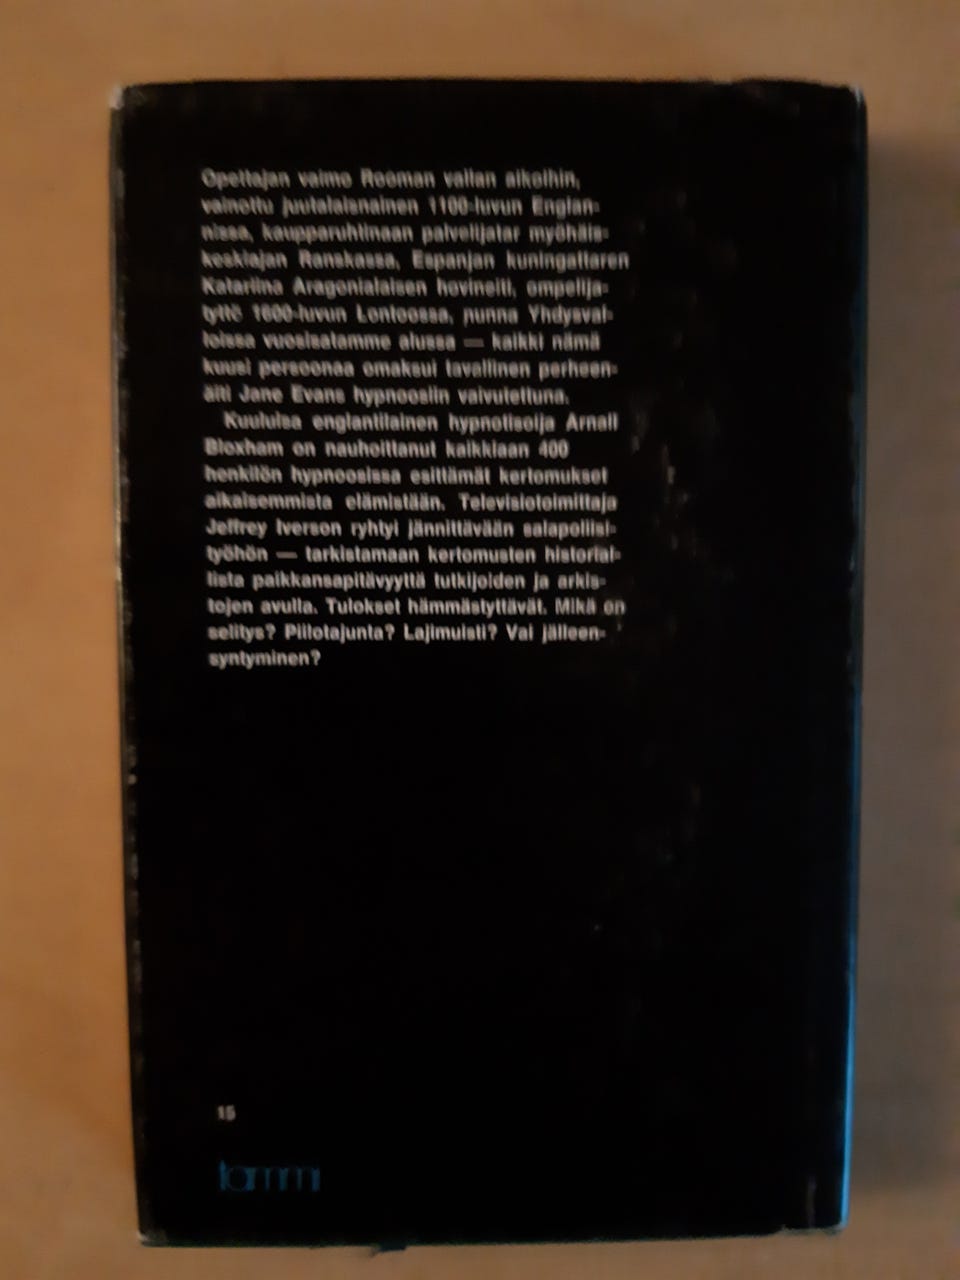 Opettajan vaimo Rooman vallan aikoihin,
vainottu juutalaisnainen 1100-luvun Englan-
nissa, kaupparuhtinaan palvelijatar myöhäis-
keskiajan Ranskassa, Espanjan kuningattaren
Katariina Aragonialaisen hovineiti, ompelija-
tyttö 1600-luvun Lontoossa, nunna Yhdysval-
loissa vuosisatamme alussa — kaikki nämä
kuusi persoonaa omaksui tavallinen perheen-
äiti Jane Evans hypnoosiin vaivutettuna.
Kuuluisa englantilainen hypnotisoija Arnall
Bloxham on nauhoittanut kaikkiaan 400
henkilön hypnoosissa esittämät kertomukset
aikaisemmista elämistään. Televisiotoimittaja
Jeffrey Iverson ryhtyi jännittävään salapoliisi-
työhön — tarkistamaan kertomusten historial-
lista paikkansapitävyyttä tutkijoiden ja arkis-
tojen avulla. Tulokset hämmästyttävät. Mikä on
selitys? Piilotajunta? Lajimuisti? Vai jälleen-
syntyminen?
15
tammi